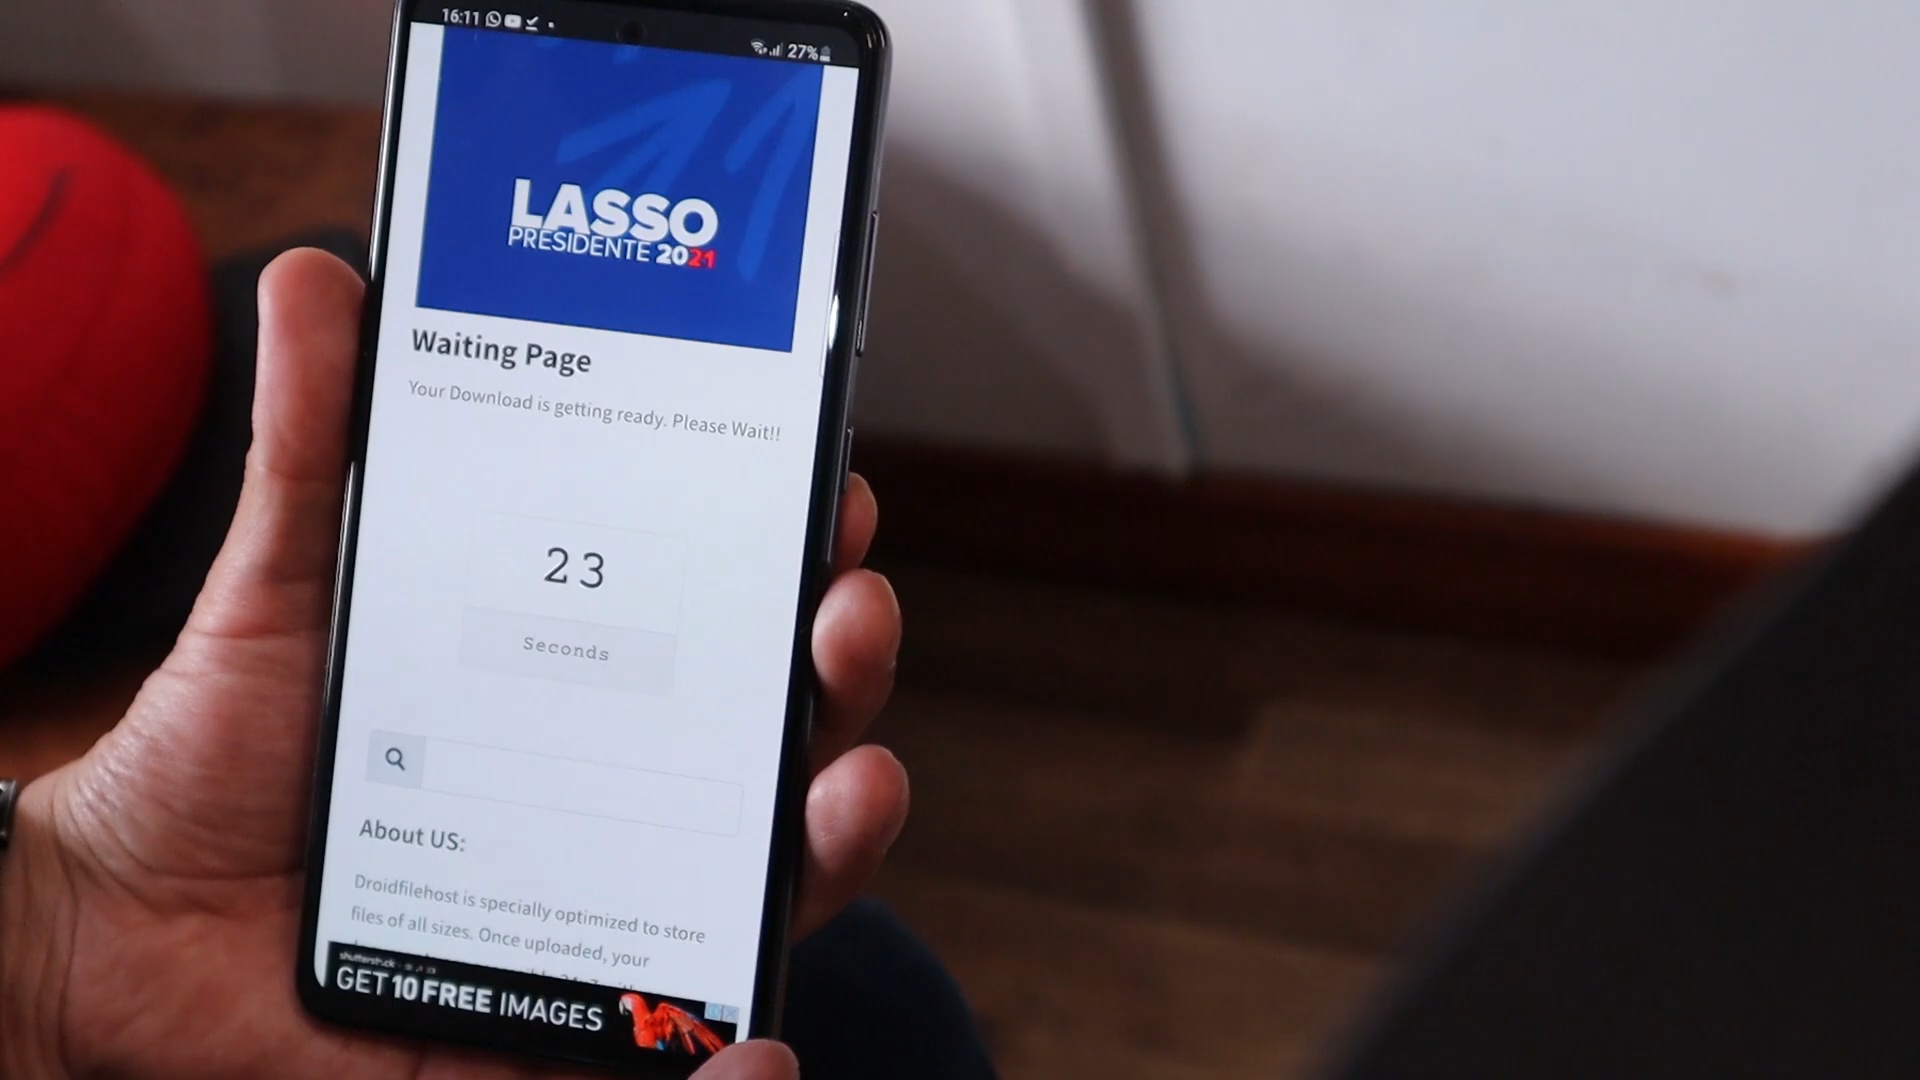 16:11
27%
LASSO
PRESIDENTE 2021
Waiting Page
Your Download is getting ready. Please Wait!!
23
Seconds
About US:
Droidfilehost is specially optimized to store
files of all sizes. Once uploaded, your
shutterstock
GET 10 FREE IMAGES